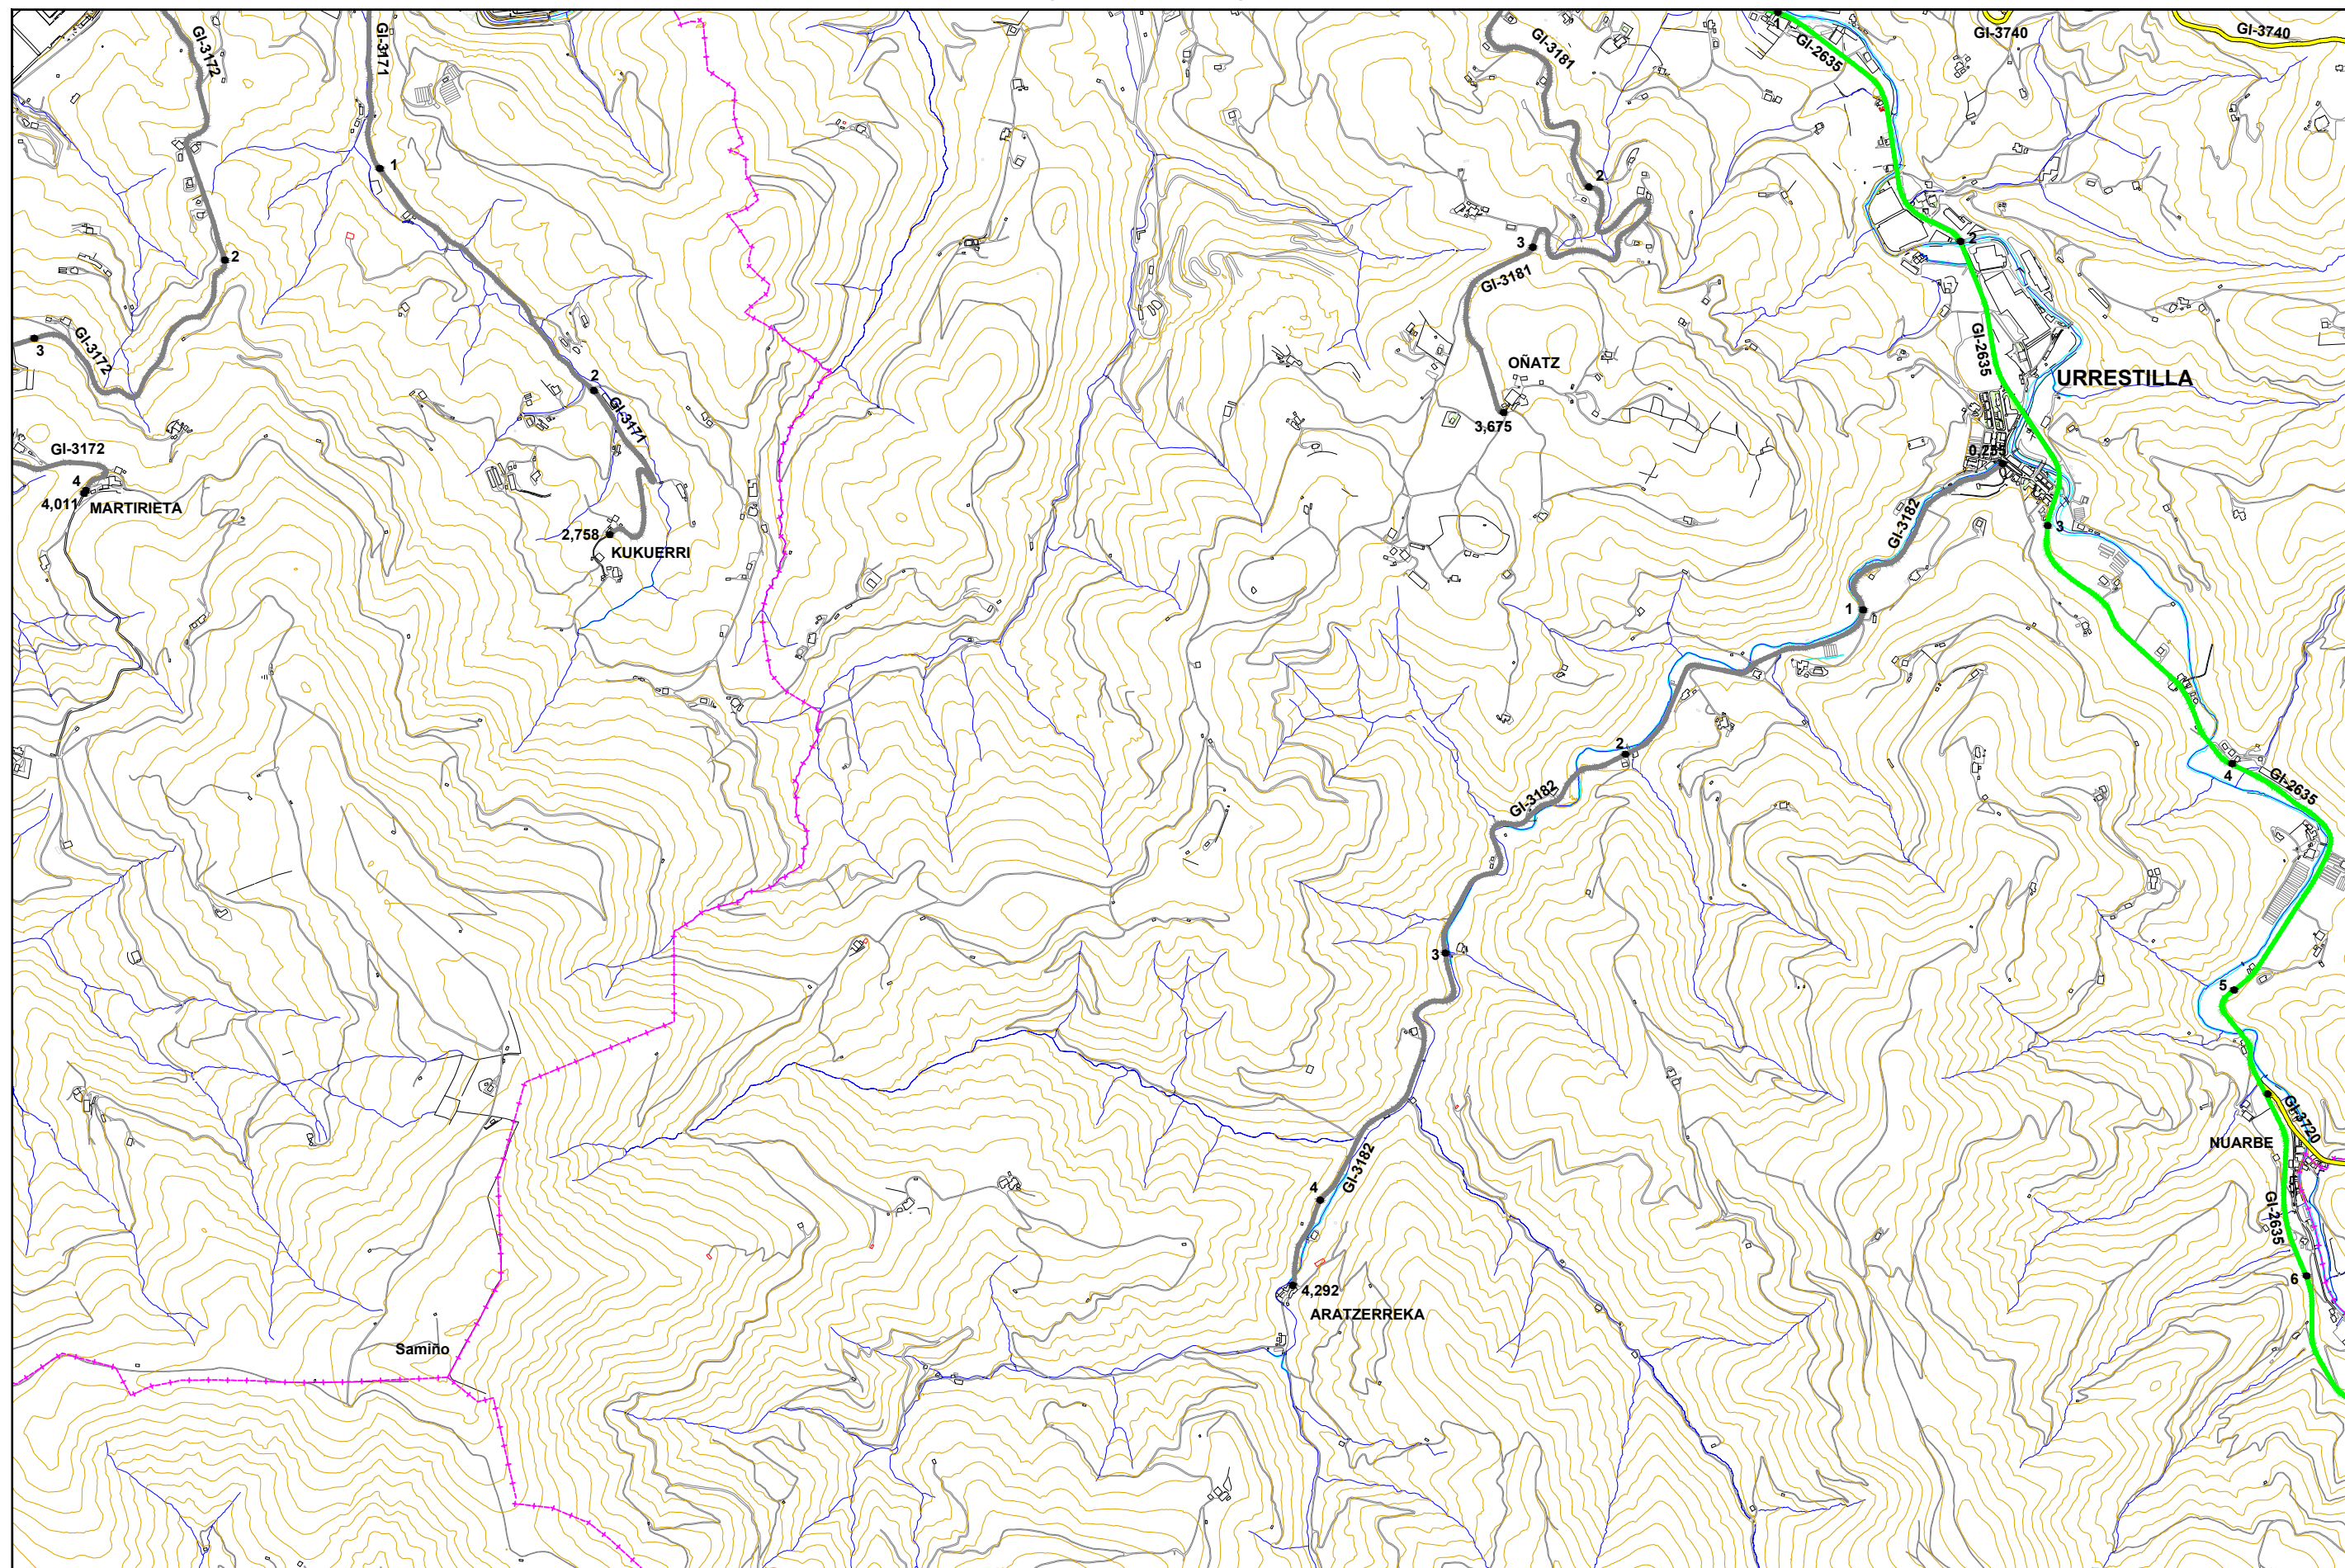 GI-3172
GI-3171
GI-3181
1
GI-2635
GI-3740
GI-3740
1
2
2
3
2
GI-3181
3
GI-3172
GI-2635
OÑATZ
URRESTILLA
2
GI-3171
3,675
GI-3172
0,255
4
4,011
MARTIRIETA
2,758
KUKUERRI
GI-3182
3
1
2
4
GI-2635
GI-3182
3
5
GI-3720
NUARBE
GI-3182
4
GI-2635
6
4,292
ARATZERREKA
Samiño